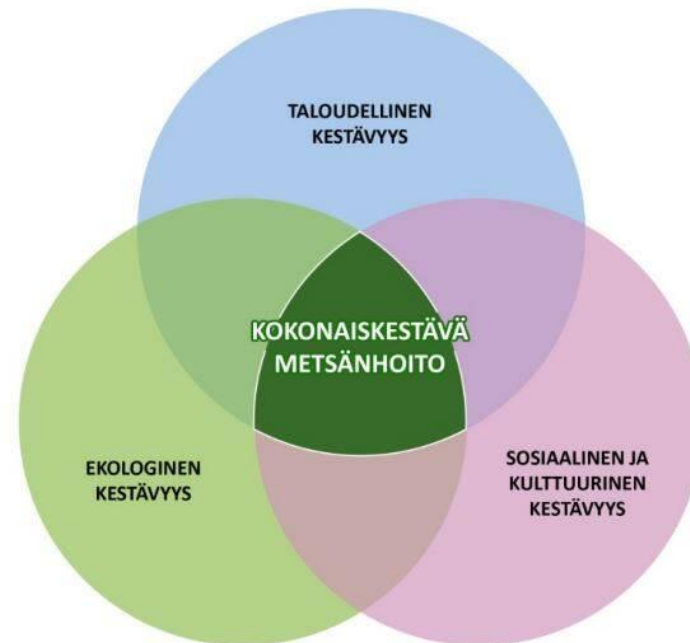 TALOUDELLINEN
KESTÄVYYS
KOKONAISKESTÄVÄ
METSÄNHOITO
EKOLOGINEN
KESTÄVYYS
SOSIAALINEN JA
KULTTUURINEN
KESTÄVYYS